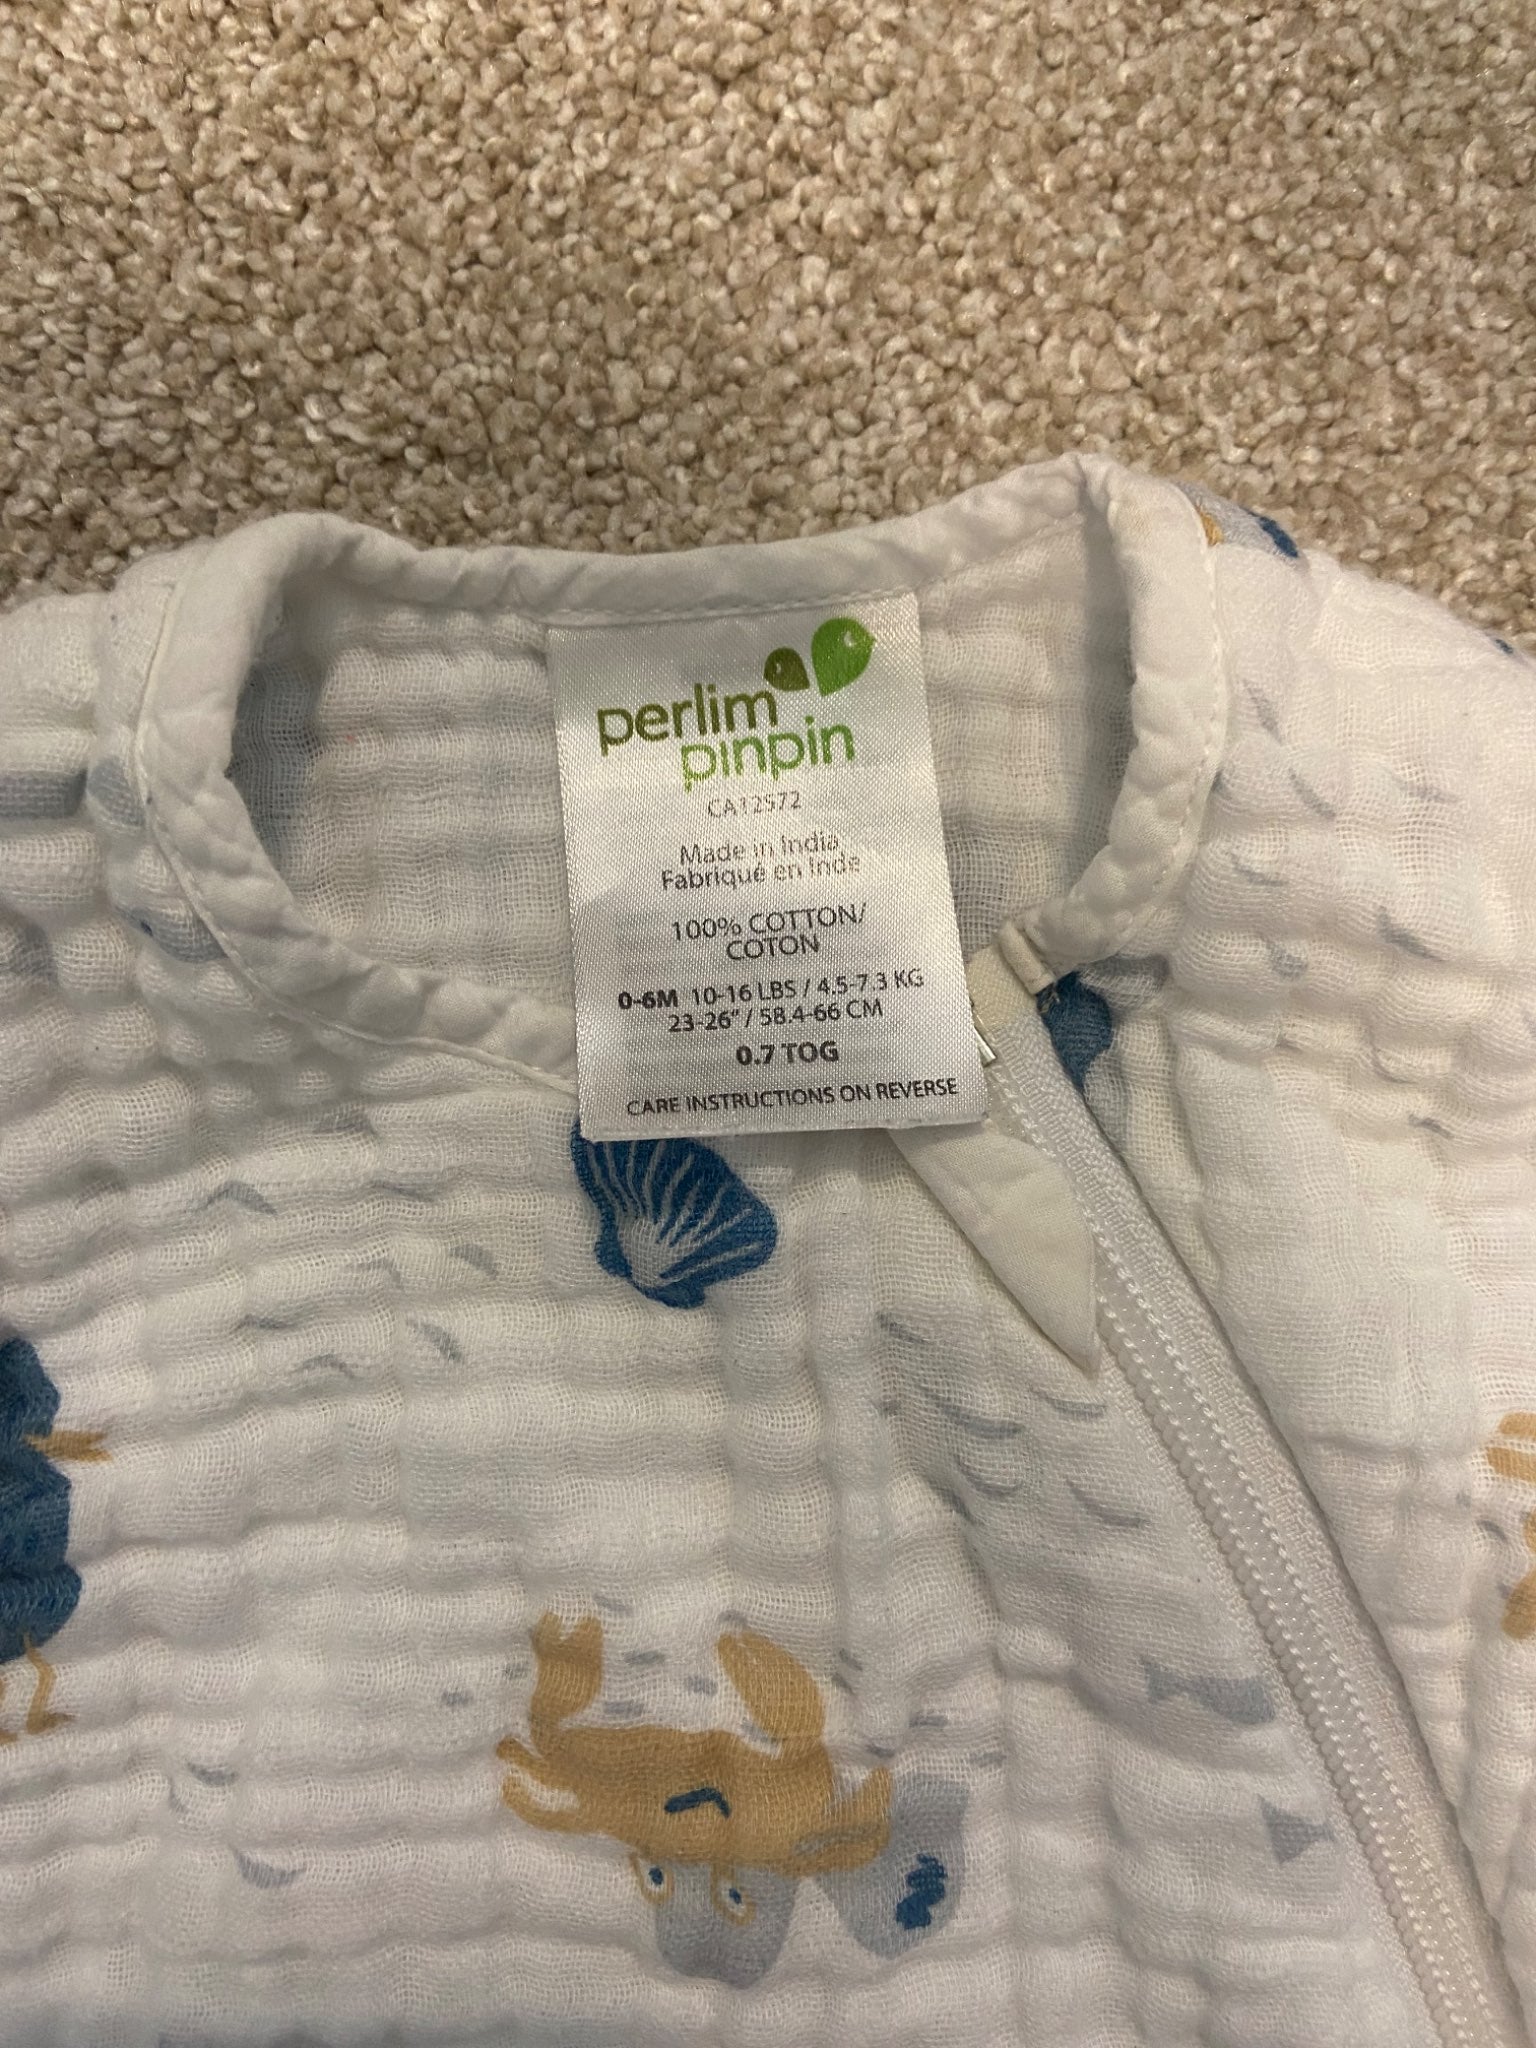 perlim
pinpin
CA12572
Made in India
Fabriqué en Inde
100% COTTON/
COTON
0-6M 10-16 LBS / 4.5-7.3 KG
23-26" / 58.4-66 CM
0.7 TOG
CARE INSTRUCTIONS ON REVERSE